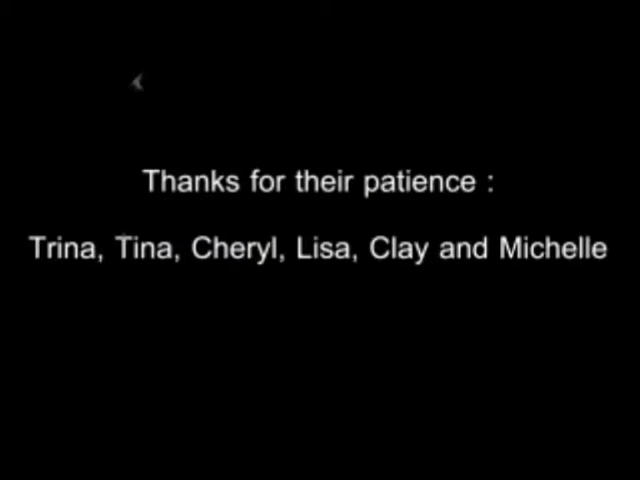 Thanks for their patience :
Trina, Tina, Cheryl, Lisa, Clay and Michelle